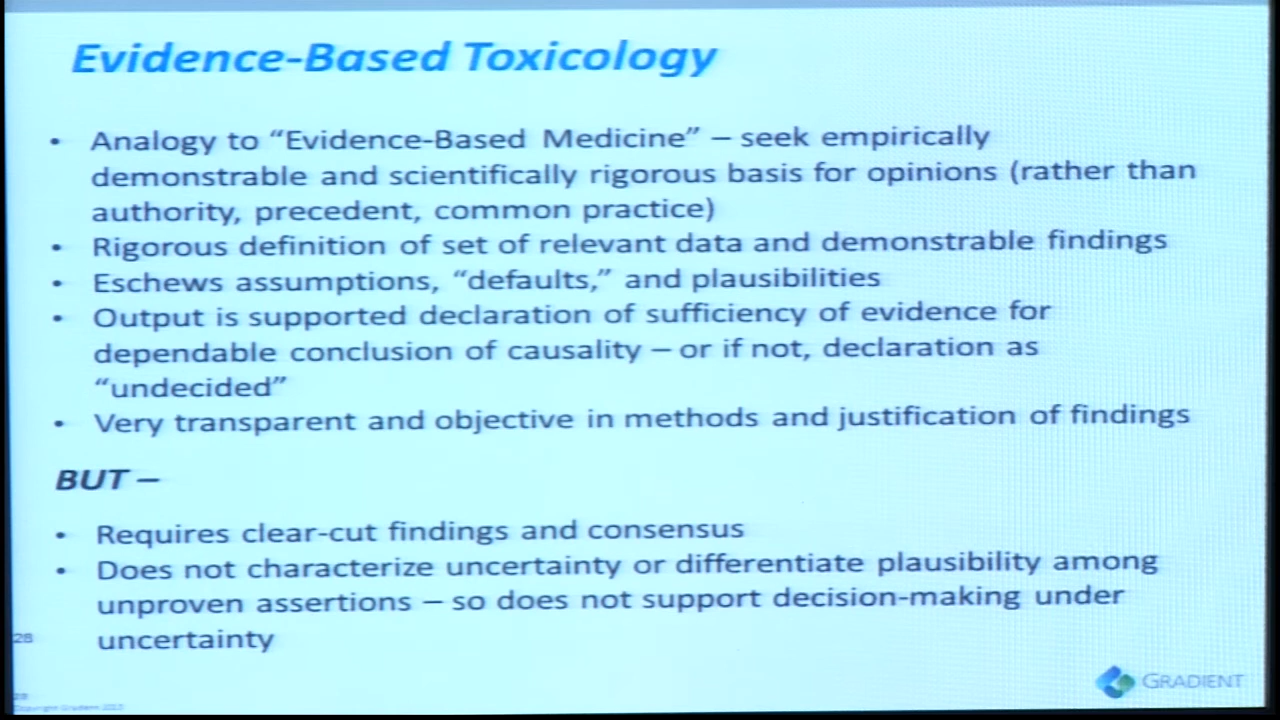 Evidence-Based Toxicology
• Analogy to “Evidence-Based Medicine” – seek empirically
demonstrable and scientifically rigorous basis for opinions (rather than
authority, precedent, common practice)
• Rigorous definition of set of relevant data and demonstrable findings
• Eschews assumptions, “defaults,” and plausibilities
• Output is supported declaration of sufficiency of evidence for
dependable conclusion of causality – or if not, declaration as
“undecided”
• Very transparent and objective in methods and justification of findings
BUT –
• Requires clear-cut findings and consensus
• Does not characterize uncertainty or differentiate plausibility among
unproven assertions – so does not support decision-making under
uncertainty
28
GRADIENT
Copyright Gradient